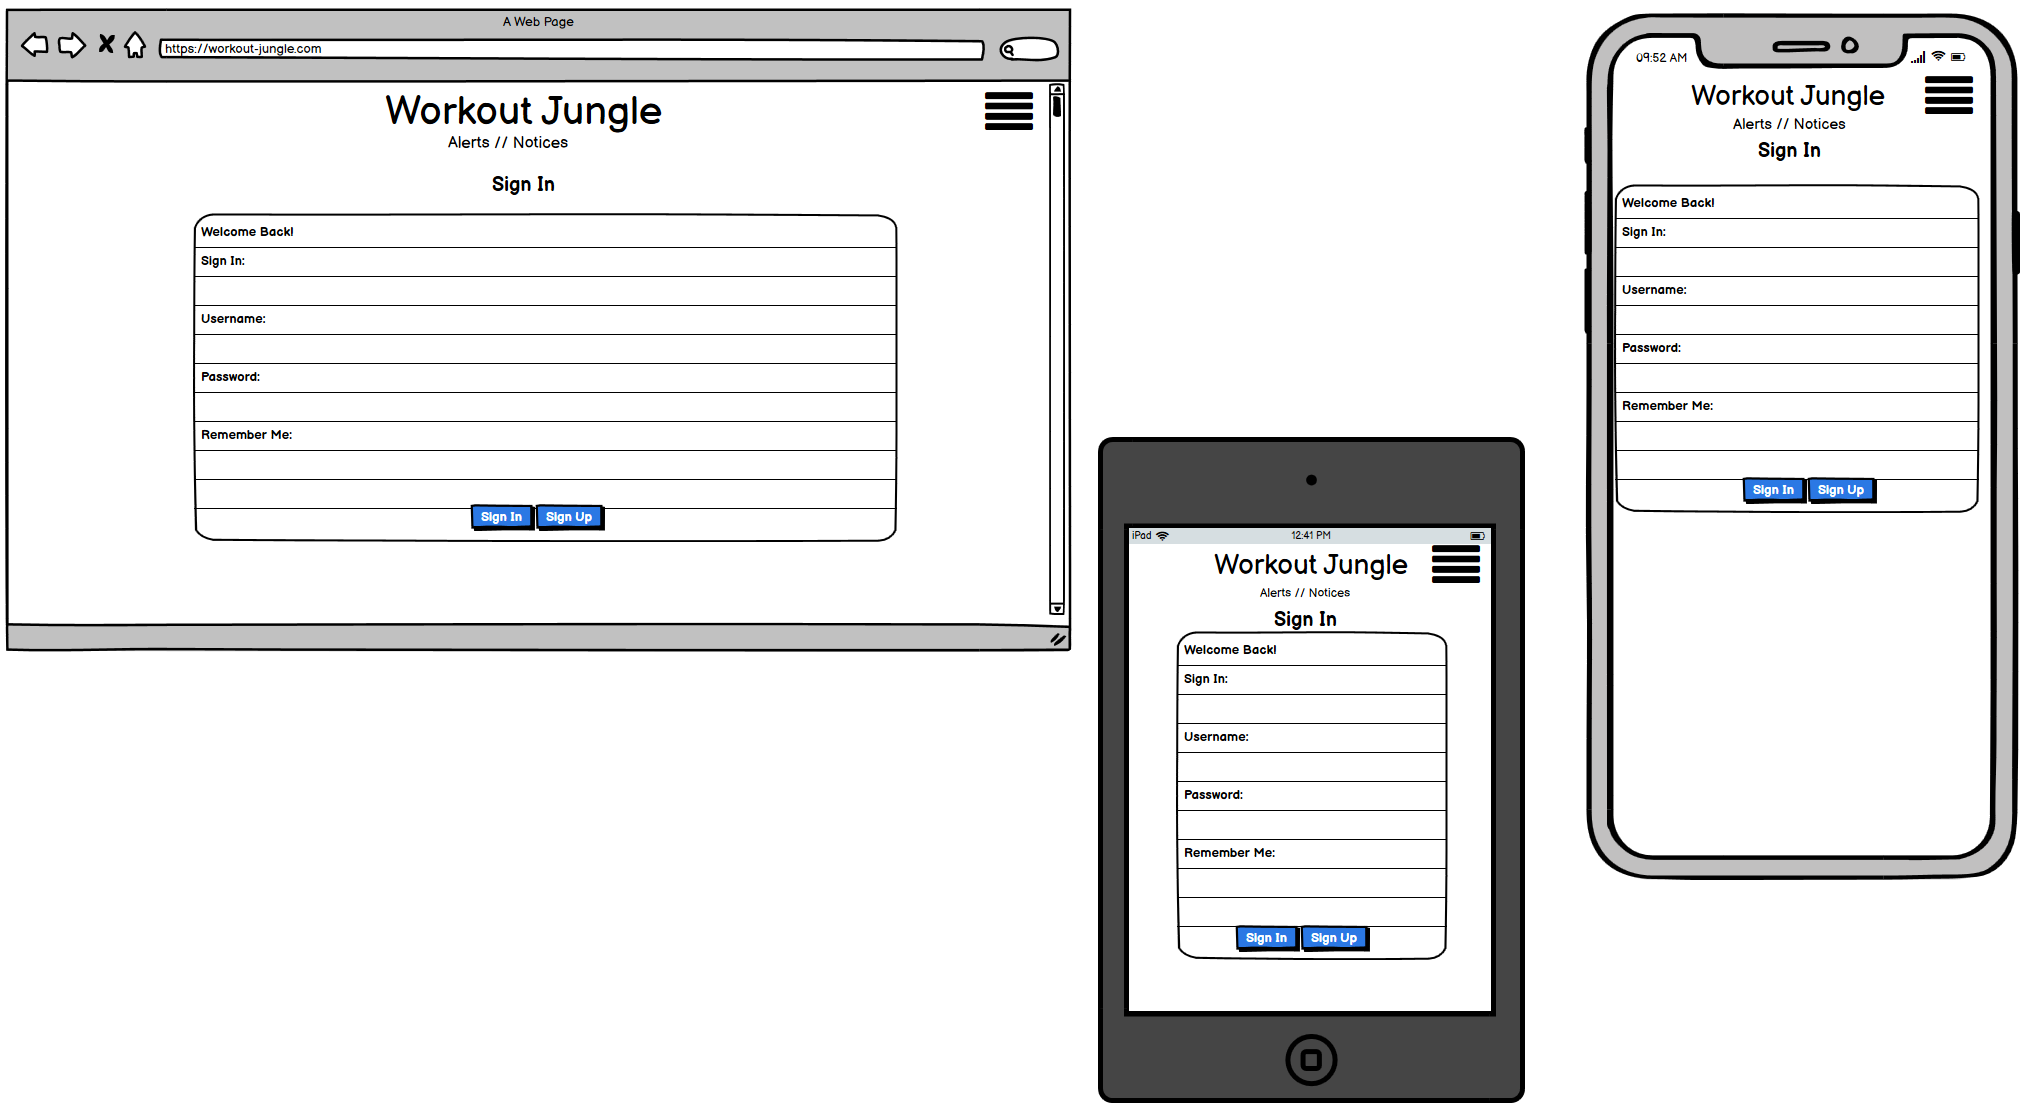 A Web Page
https://workout-jungle.com
Workout Jungle
Alerts // Notices
Sign In
Welcome Back!
Sign In:
Username:
Password:
Remember Me:
Sign In Sign Up
iPad 12:41 PM
Workout Jungle
Alerts // Notices
Sign In
Welcome Back!
Sign In:
Username:
Password:
Remember Me:
Sign In Sign Up
09:52 AM
Workout Jungle
Alerts // Notices
Sign In
Welcome Back!
Sign In:
Username:
Password:
Remember Me:
Sign In Sign Up